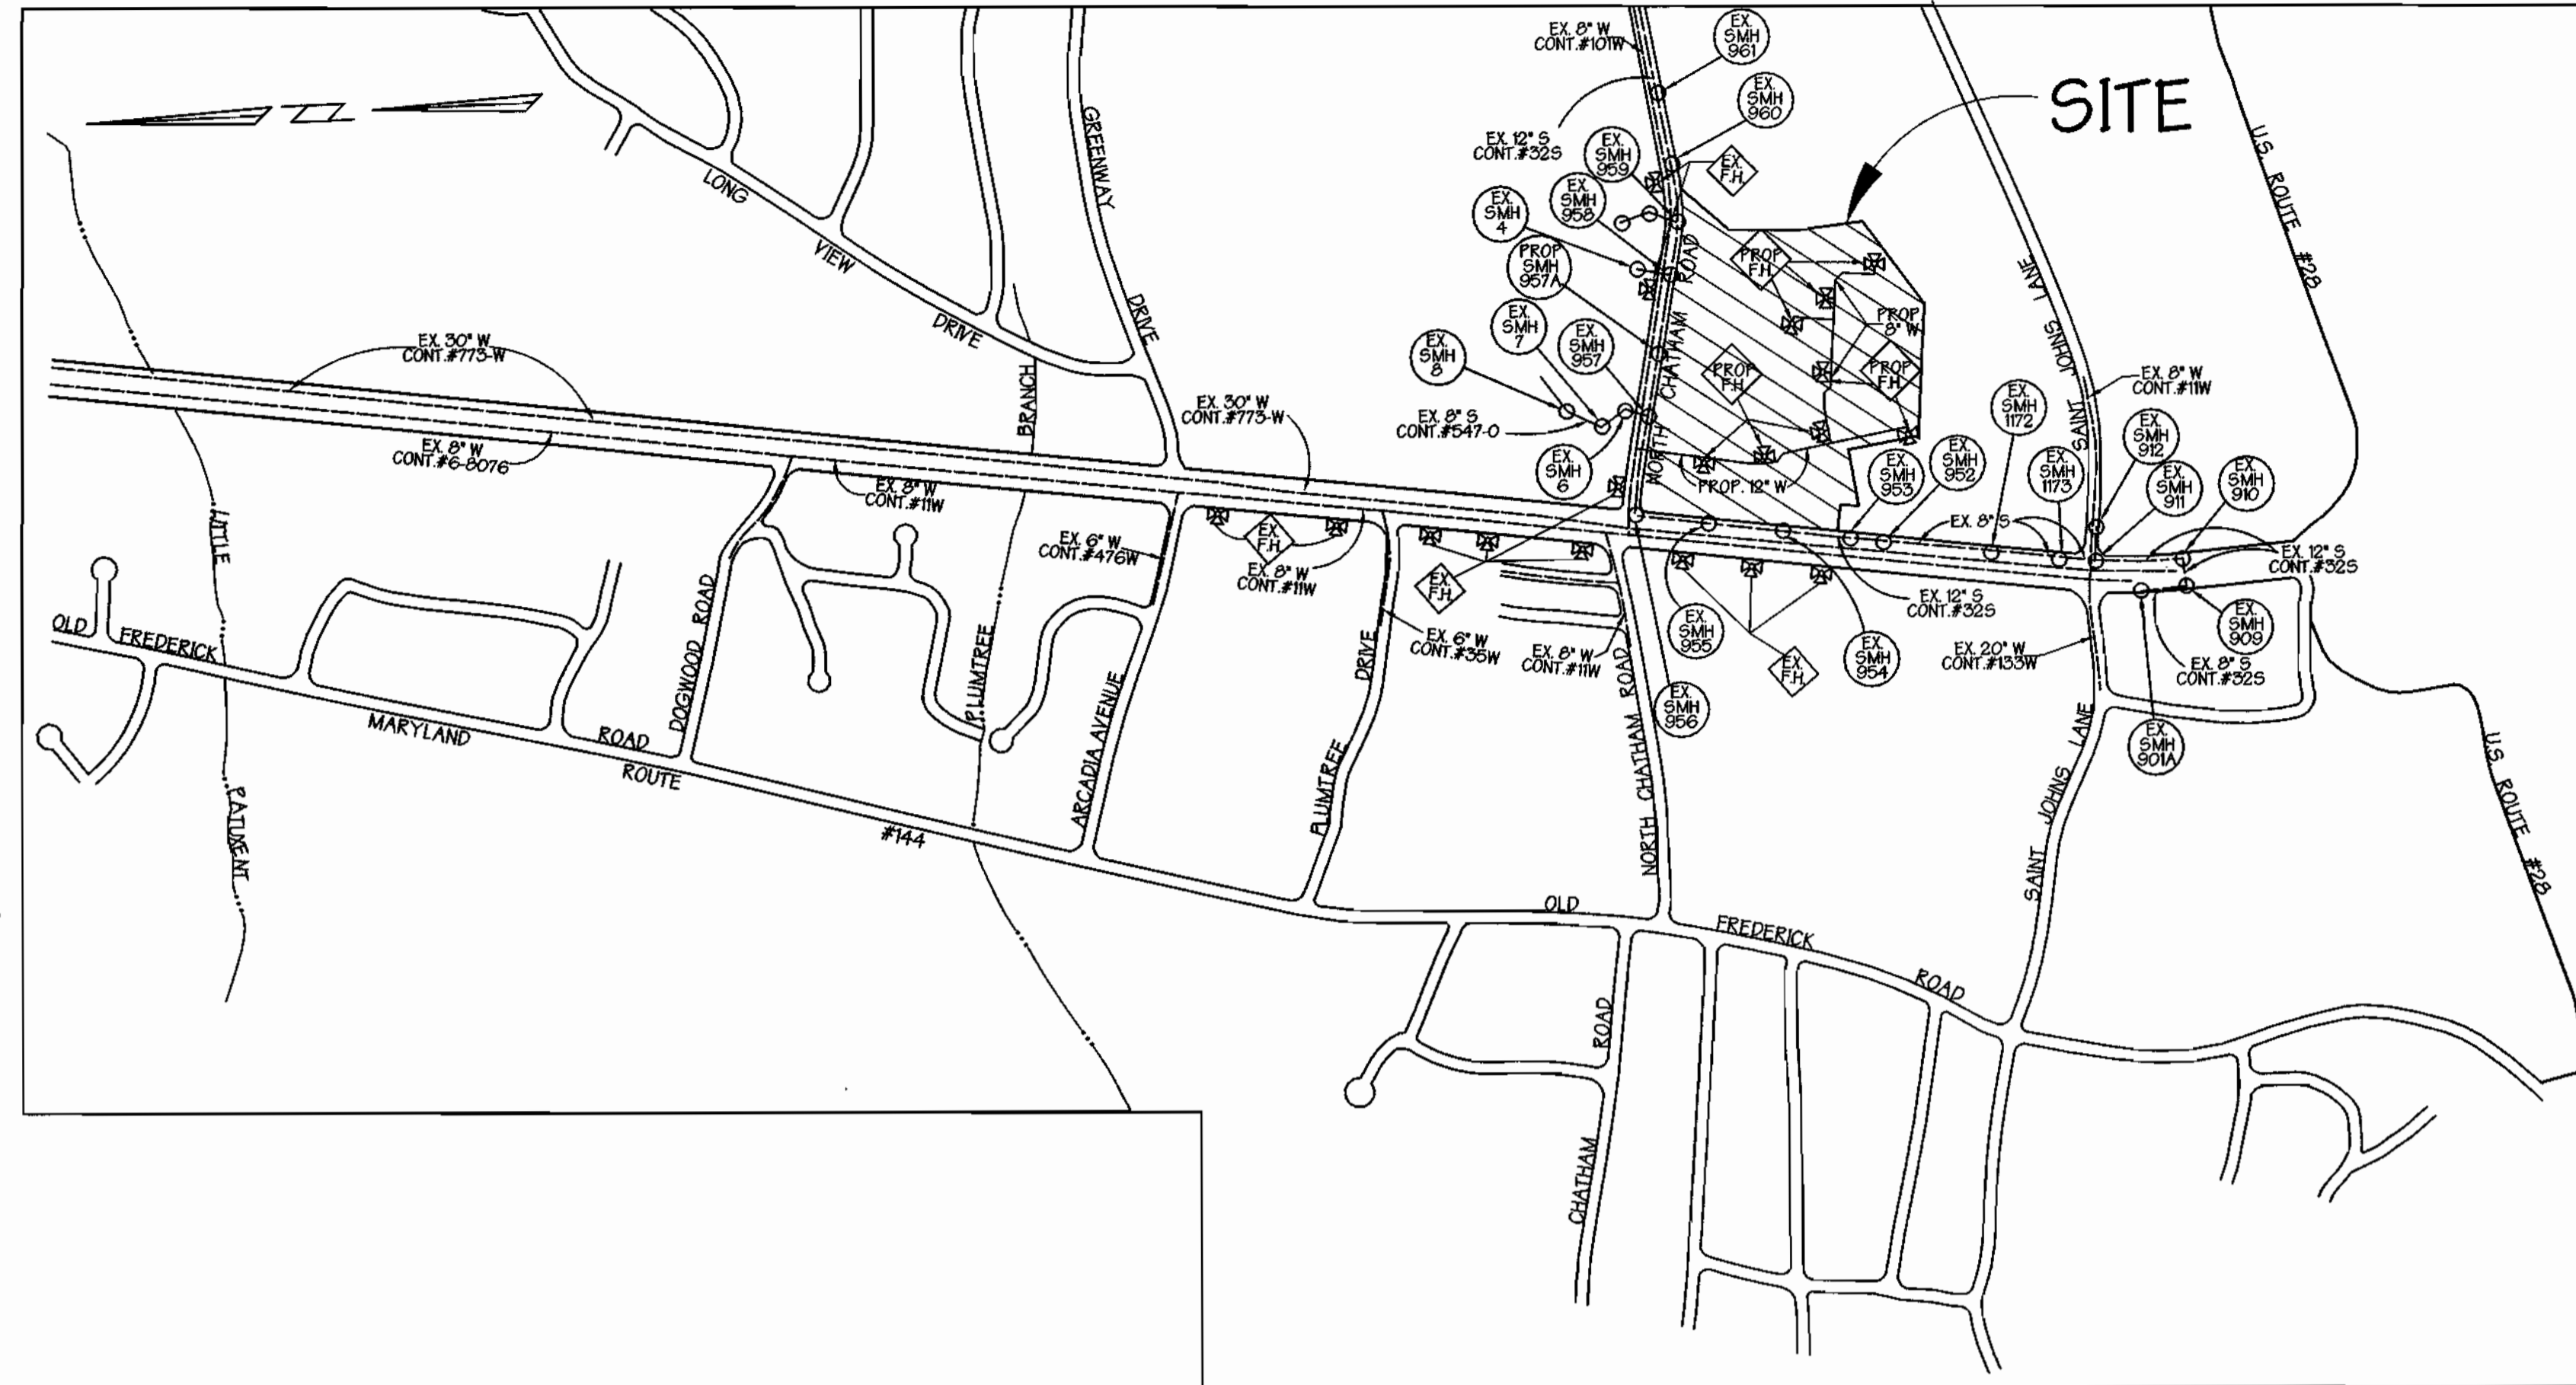 EX. 8" W
CONT.#101W
EX.
SMH
961
EX.
SMH
960
SITE
EX. 12" S
CONT.#32S
EX.
SMH
959
EX.
F.H.
EX.
SMH
958
EX.
SMH
4
PROP
SMH
957A
EX.
SMH
7
EX.
SMH
957
EX.
SMH
8
EX. 8" S
CONT.#547-O
EX.
SMH
6
NORTH CHATHAM ROAD
PROP
F.H.
PROP
8" W
PROP
F.H.
PROP
F.H.
PROP. 12" W
GREENWAY DRIVE
LONG VIEW DRIVE
U.S. ROUTE #28
SAINT JOHNS LANE
EX. 8" W
CONT.#11W
EX.
SMH
1172
EX.
SMH
912
EX.
SMH
952
EX.
SMH
953
EX.
SMH
1173
EX.
SMH
911
EX.
SMH
910
EX. 8" S
EX. 12" S
CONT.#32S
EX. 30" W
CONT.#773-W
EX. 30" W
CONT.#773-W
EX. 8" W
CONT.#6-8076
EX. 8" W
CONT.#11W
BRANCH
EX. 6" W
CONT.#476W
EX.
F.H.
EX. 8" W
CONT.#11W
EX.
F.H.
EX. 6" W
CONT.#35W
EX. 8" W
CONT.#11W
EX.
SMH
955
EX.
SMH
956
EX.
F.H.
EX.
SMH
954
EX. 12" S
CONT.#32S
EX. 20" W
CONT.#133W
EX.
SMH
909
EX. 8" S
CONT.#32S
EX.
SMH
901A
LITTLE
PATUXENT
OLD FREDERICK
ROAD
MARYLAND
ROUTE
#144
DOGWOOD ROAD
PLUMTREE
ARCADIA AVENUE
PLUMTREE DRIVE
NORTH CHATHAM ROAD
SAINT JOHNS LANE
U.S. ROUTE #28
OLD
FREDERICK
ROAD
CHATHAM ROAD